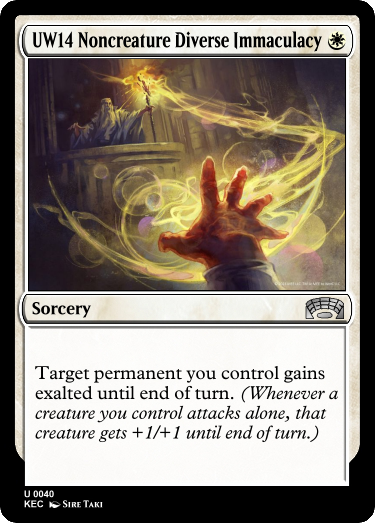 UW14 Noncreature Diverse Immaculacy
Sorcery
Target permanent you control gains
exalted until end of turn. (Whenever a
creature you control attacks alone, that
creature gets +1/+1 until end of turn.)
U 0040
KEC Sire Taki